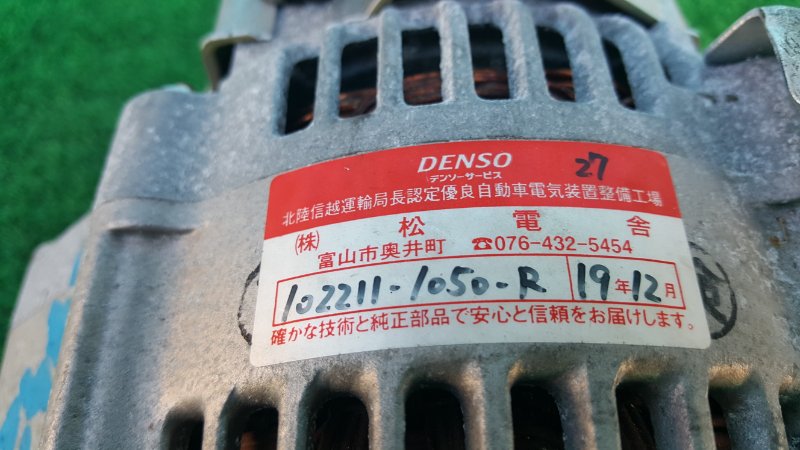 DENSO 27
デンソーサービス
北陸信越運輸局長認定優良自動車電気装置整備工場
(株) 松電舎
富山市奥井町 ☎076-432-5454
102211-1050-R 19年12月
確かな技術と純正部品で安心と信頼をお届けします。